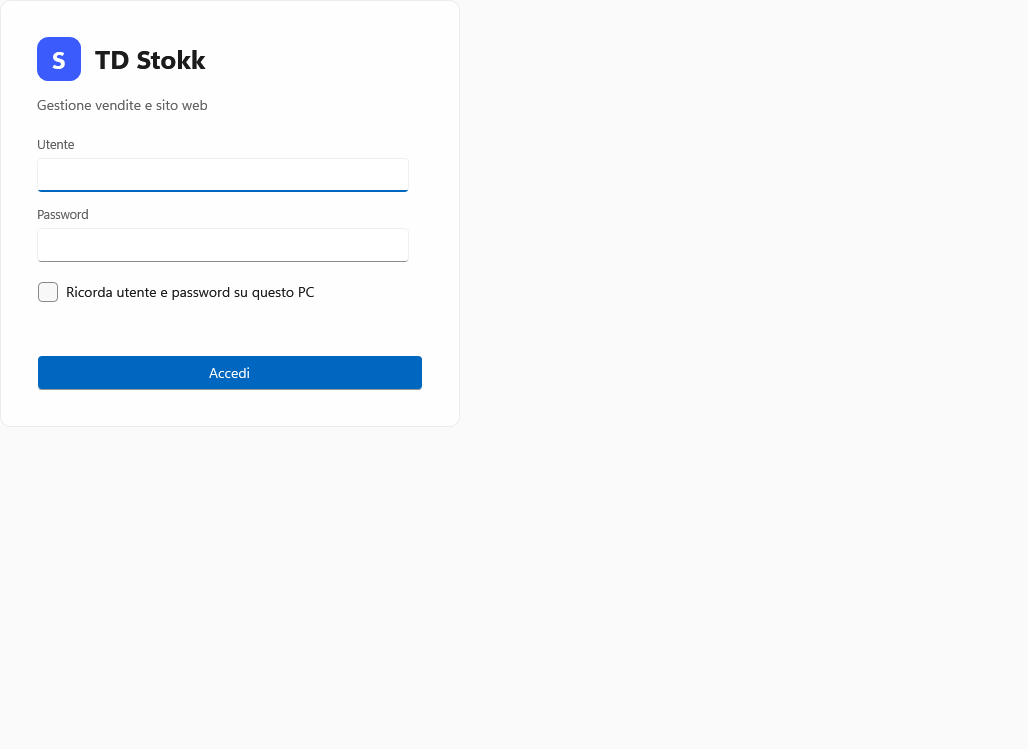 S TD Stokk
Gestione vendite e sito web
Utente
Password
Ricorda utente e password su questo PC
Accedi